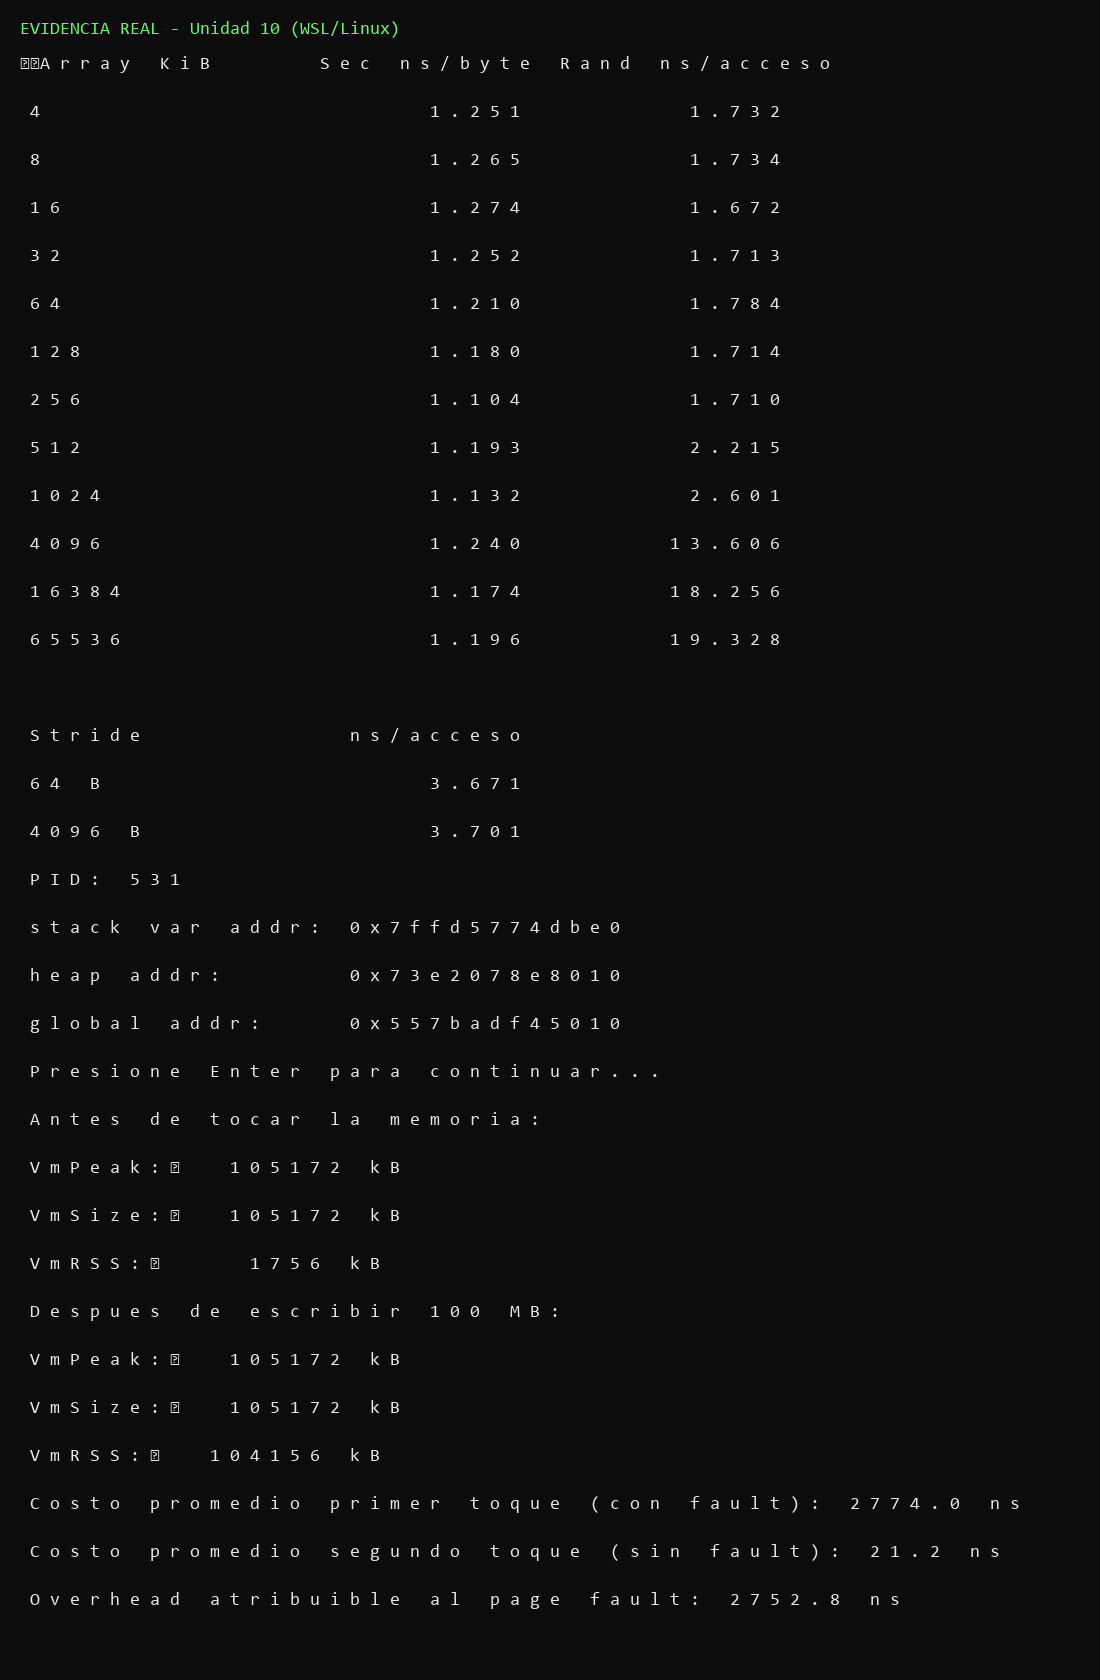 EVIDENCIA REAL - Unidad 10 (WSL/Linux)
Array KiB Sec ns/byte Rand ns/acceso
4 1.251 1.732
8 1.265 1.734
16 1.274 1.672
32 1.252 1.713
64 1.210 1.784
128 1.180 1.714
256 1.104 1.710
512 1.193 2.215
1024 1.132 2.601
4096 1.240 13.606
16384 1.174 18.256
65536 1.196 19.328
Stride ns/acceso
64 B 3.671
4096 B 3.701
PID: 531
stack var addr: 0x7ffd5774dbe0
heap addr: 0x73e2078e8010
global addr: 0x557badf45010
Presione Enter para continuar...
Antes de tocar la memoria:
VmPeak: 105172 kB
VmSize: 105172 kB
VmRSS: 1756 kB
Despues de escribir 100 MB:
VmPeak: 105172 kB
VmSize: 105172 kB
VmRSS: 104156 kB
Costo promedio primer toque (con fault): 2774.0 ns
Costo promedio segundo toque (sin fault): 21.2 ns
Overhead atribuible al page fault: 2752.8 ns